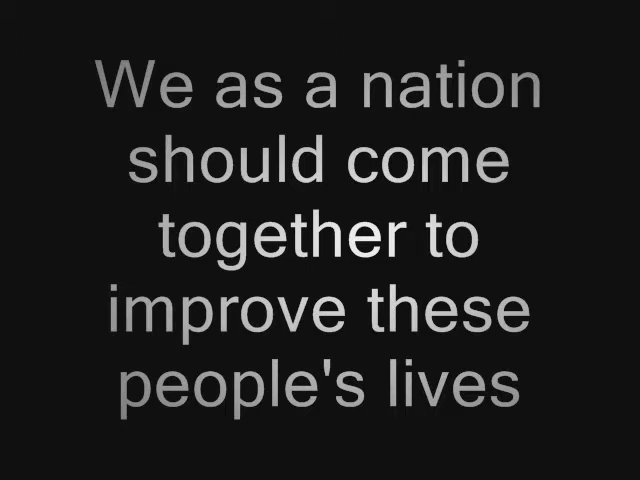 We as a nation
should come
together to
improve these
people's lives